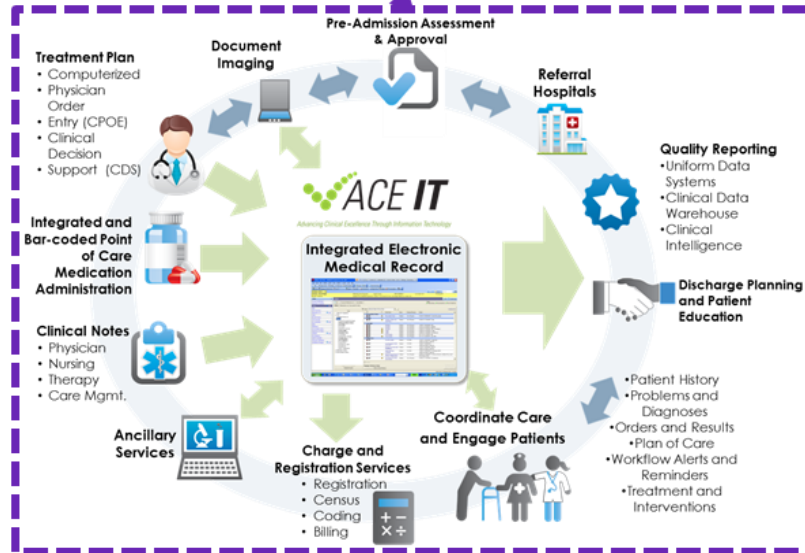 Pre-Admission Assessment
& Approval
Document
Imaging
Treatment Plan
• Computerized
• Physician
Order
• Entry (CPOE)
• Clinical
Decision
• Support (CDS)
Referral
Hospitals
Quality Reporting
•Uniform Data
Systems
•Clinical Data
Warehouse
•Clinical
Intelligence
ACE IT
Advancing Clinical Excellence Through Information Technology
Integrated Electronic
Medical Record
Integrated and
Bar-coded Point
of Care
Medication
Administration
Discharge Planning
and Patient
Education
Clinical Notes
• Physician
• Nursing
• Therapy
• Care Mgmt.
Ancillary
Services
Charge and
Registration Services
• Registration
• Census
• Coding
• Billing
Coordinate Care
and Engage Patients
•Patient History
•Problems and
Diagnoses
•Orders and Results
•Plan of Care
•Workflow Alerts and
Reminders
•Treatment and
Interventions